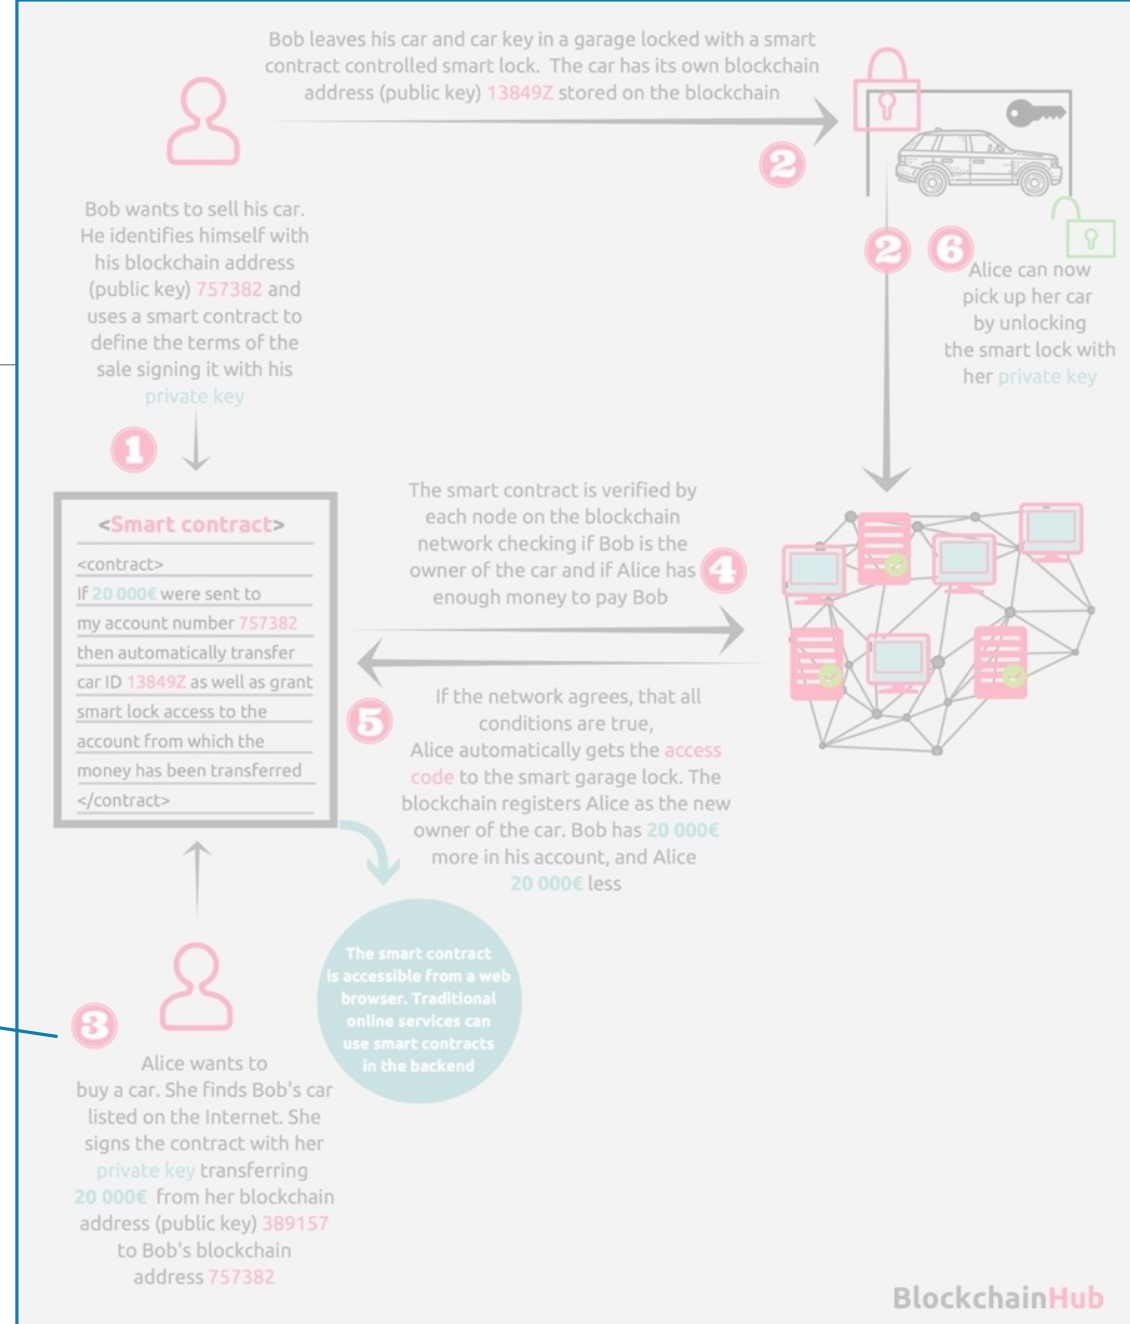 Bob leaves his car and car key in a garage locked with a smart
contract controlled smart lock. The car has its own blockchain
address (public key) 13849Z stored on the blockchain
2
Bob wants to sell his car.
He identifies himself with
his blockchain address
(public key) 757382 and
uses a smart contract to
define the terms of the
sale signing it with his
private key
1
2
6
Alice can now
pick up her car
by unlocking
the smart lock with
her private key
<Smart contract>
<contract>
If 20 000€ were sent to
my account number 757382
then automatically transfer
car ID 13849Z as well as grant
smart lock access to the
account from which the
money has been transferred
</contract>
The smart contract is verified by
each node on the blockchain
network checking if Bob is the
owner of the car and if Alice has
enough money to pay Bob
4
5
If the network agrees, that all
conditions are true,
Alice automatically gets the access
code to the smart garage lock. The
blockchain registers Alice as the new
owner of the car. Bob has 20 000€
more in his account, and Alice
20 000€ less
The smart contract
is accessible from a web
browser. Traditional
online services can
use smart contracts
in the backend
3
Alice wants to
buy a car. She finds Bob's car
listed on the Internet. She
signs the contract with her
private key transferring
20 000€ from her blockchain
address (public key) 389157
to Bob's blockchain
address 757382
BlockchainHub